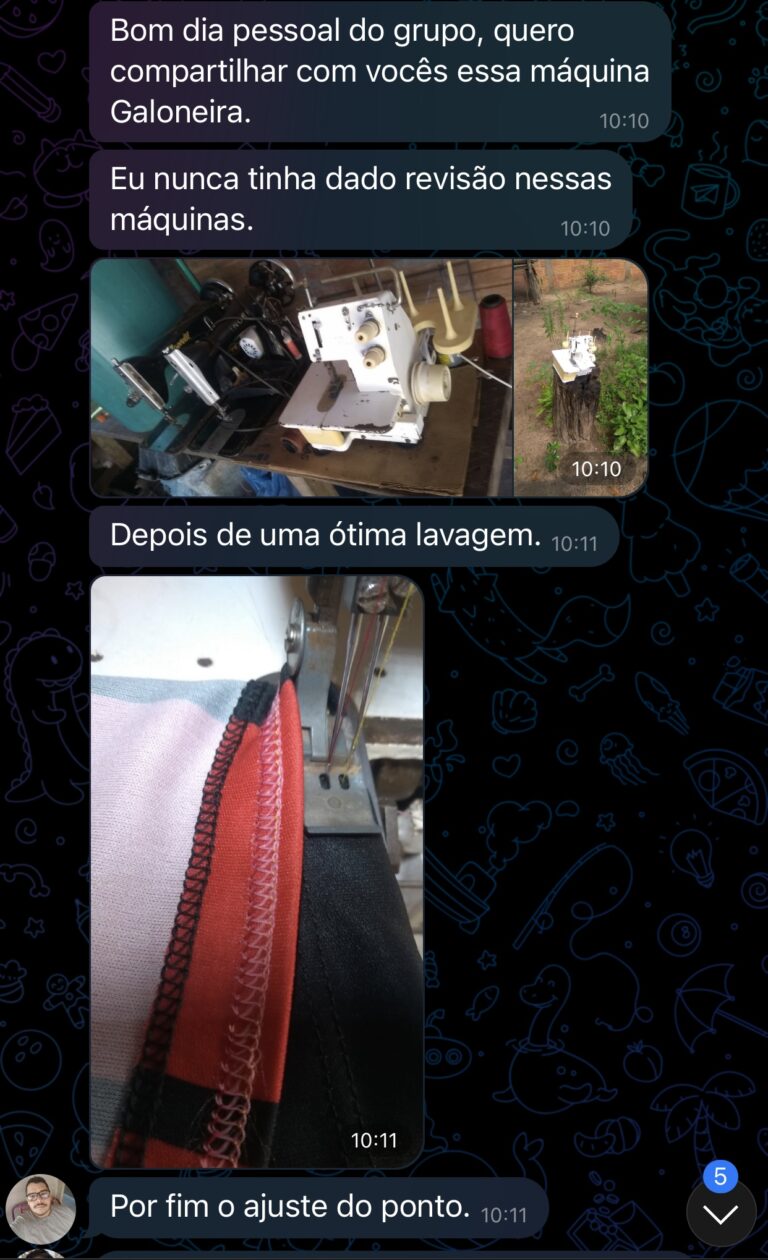 Bom dia pessoal do grupo, quero
compartilhar com vocês essa máquina
Galoneira.
10:10
Eu nunca tinha dado revisão nessas
máquinas.
10:10
10:10
Depois de uma ótima lavagem.
10:11
10:11
5
Por fim o ajuste do ponto.
10:11